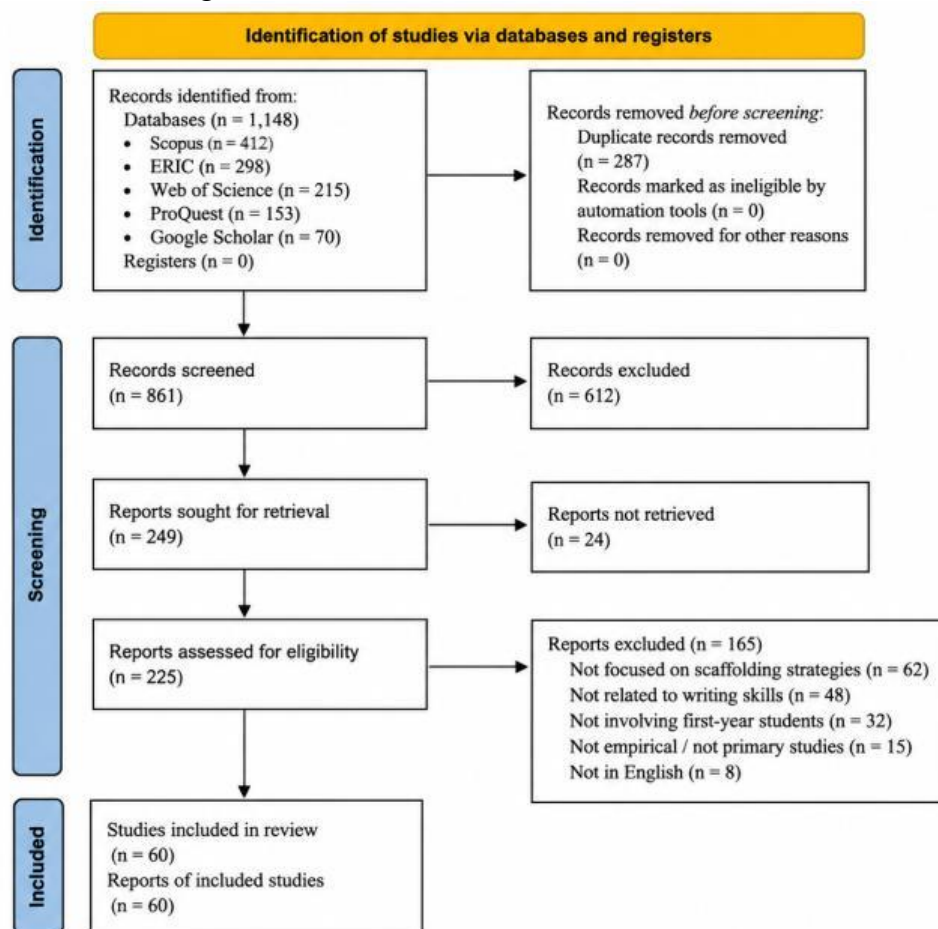 Identification of studies via databases and registers
Identification
Records identified from:
Databases (n = 1,148)
• Scopus (n = 412)
• ERIC (n = 298)
• Web of Science (n = 215)
• ProQuest (n = 153)
• Google Scholar (n = 70)
Registers (n = 0)
Records removed before screening:
Duplicate records removed
(n = 287)
Records marked as ineligible by
automation tools (n = 0)
Records removed for other reasons
(n = 0)
Screening
Records screened
(n = 861)
Records excluded
(n = 612)
Reports sought for retrieval
(n = 249)
Reports not retrieved
(n = 24)
Reports assessed for eligibility
(n = 225)
Reports excluded (n = 165)
Not focused on scaffolding strategies (n = 62)
Not related to writing skills (n = 48)
Not involving first-year students (n = 32)
Not empirical / not primary studies (n = 15)
Not in English (n = 8)
Included
Studies included in review
(n = 60)
Reports of included studies
(n = 60)